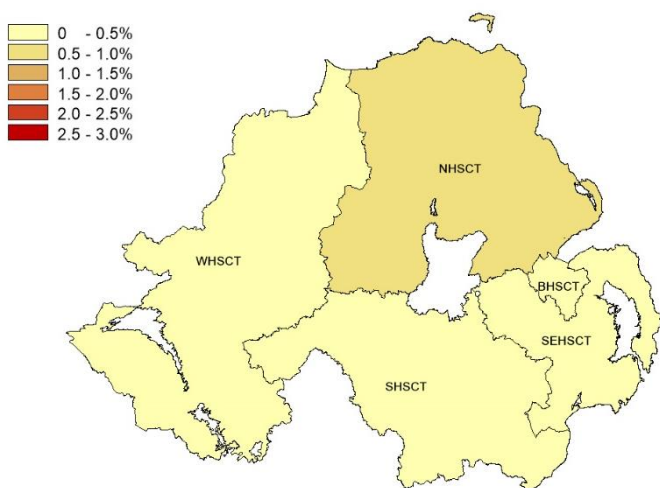 0 - 0.5%
0.5 - 1.0%
1.0 - 1.5%
1.5 - 2.0%
2.0 - 2.5%
2.5 - 3.0%
NHSCT
WHSCT
BHSCT
SEHSCT
SHSCT